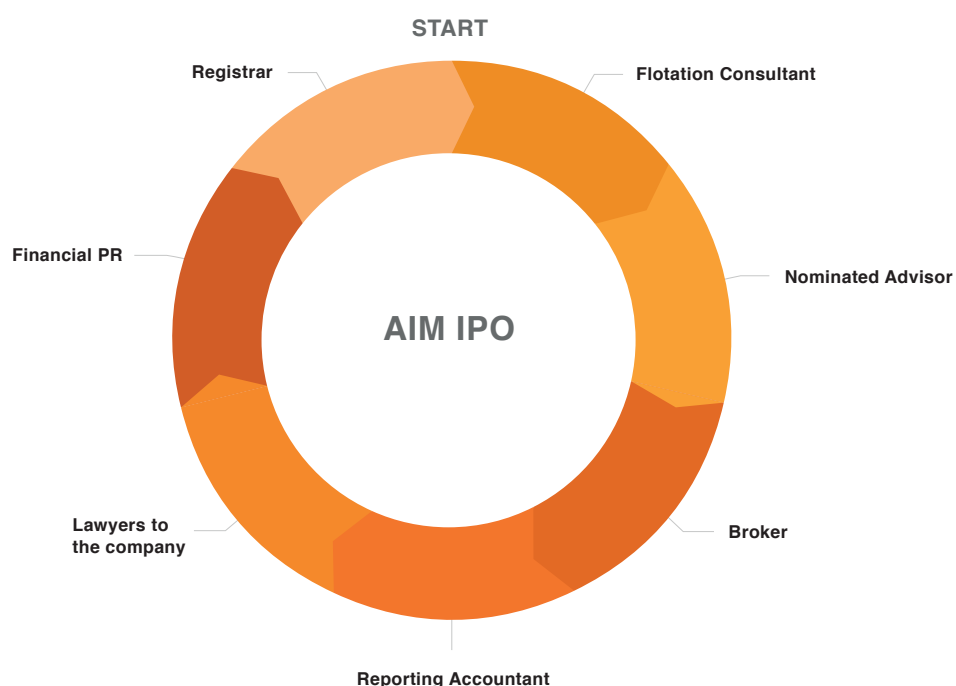 START
Registrar
Flotation Consultant
Financial PR
Nominated Advisor
AIM IPO
Lawyers to
the company
Broker
Reporting Accountant